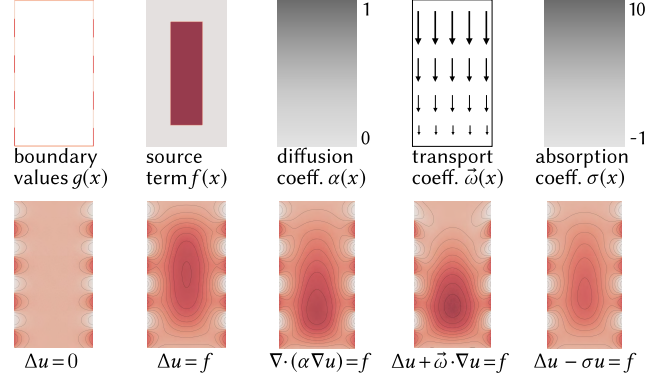 1
10
0
-1
boundary
values g(x)
source
term f(x)
diffusion
coeff. α(x)
transport
coeff. ω⃗(x)
absorption
coeff. σ(x)
Δu = 0
Δu = f
∇·(α∇u) = f
Δu + ω⃗·∇u = f
Δu − σu = f